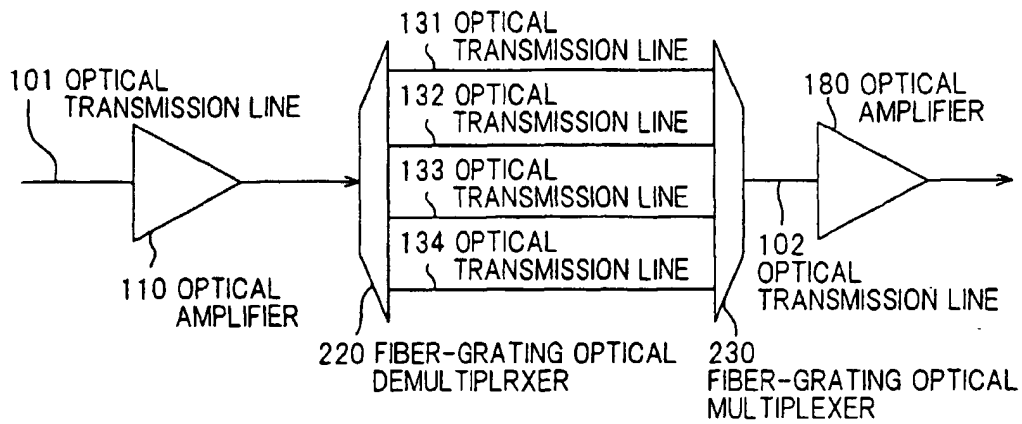 131 OPTICAL
TRANSMISSION LINE
101 OPTICAL
TRANSMISSION LINE
132 OPTICAL
TRANSMISSION LINE
180 OPTICAL
AMPLIFIER
133 OPTICAL
TRANSMISSION LINE
134 OPTICAL
TRANSMISSION LINE
102
OPTICAL
TRANSMISSION LINE
110 OPTICAL
AMPLIFIER
220 FIBER-GRATING OPTICAL
DEMULTIPLRXER
230
FIBER-GRATING OPTICAL
MULTIPLEXER